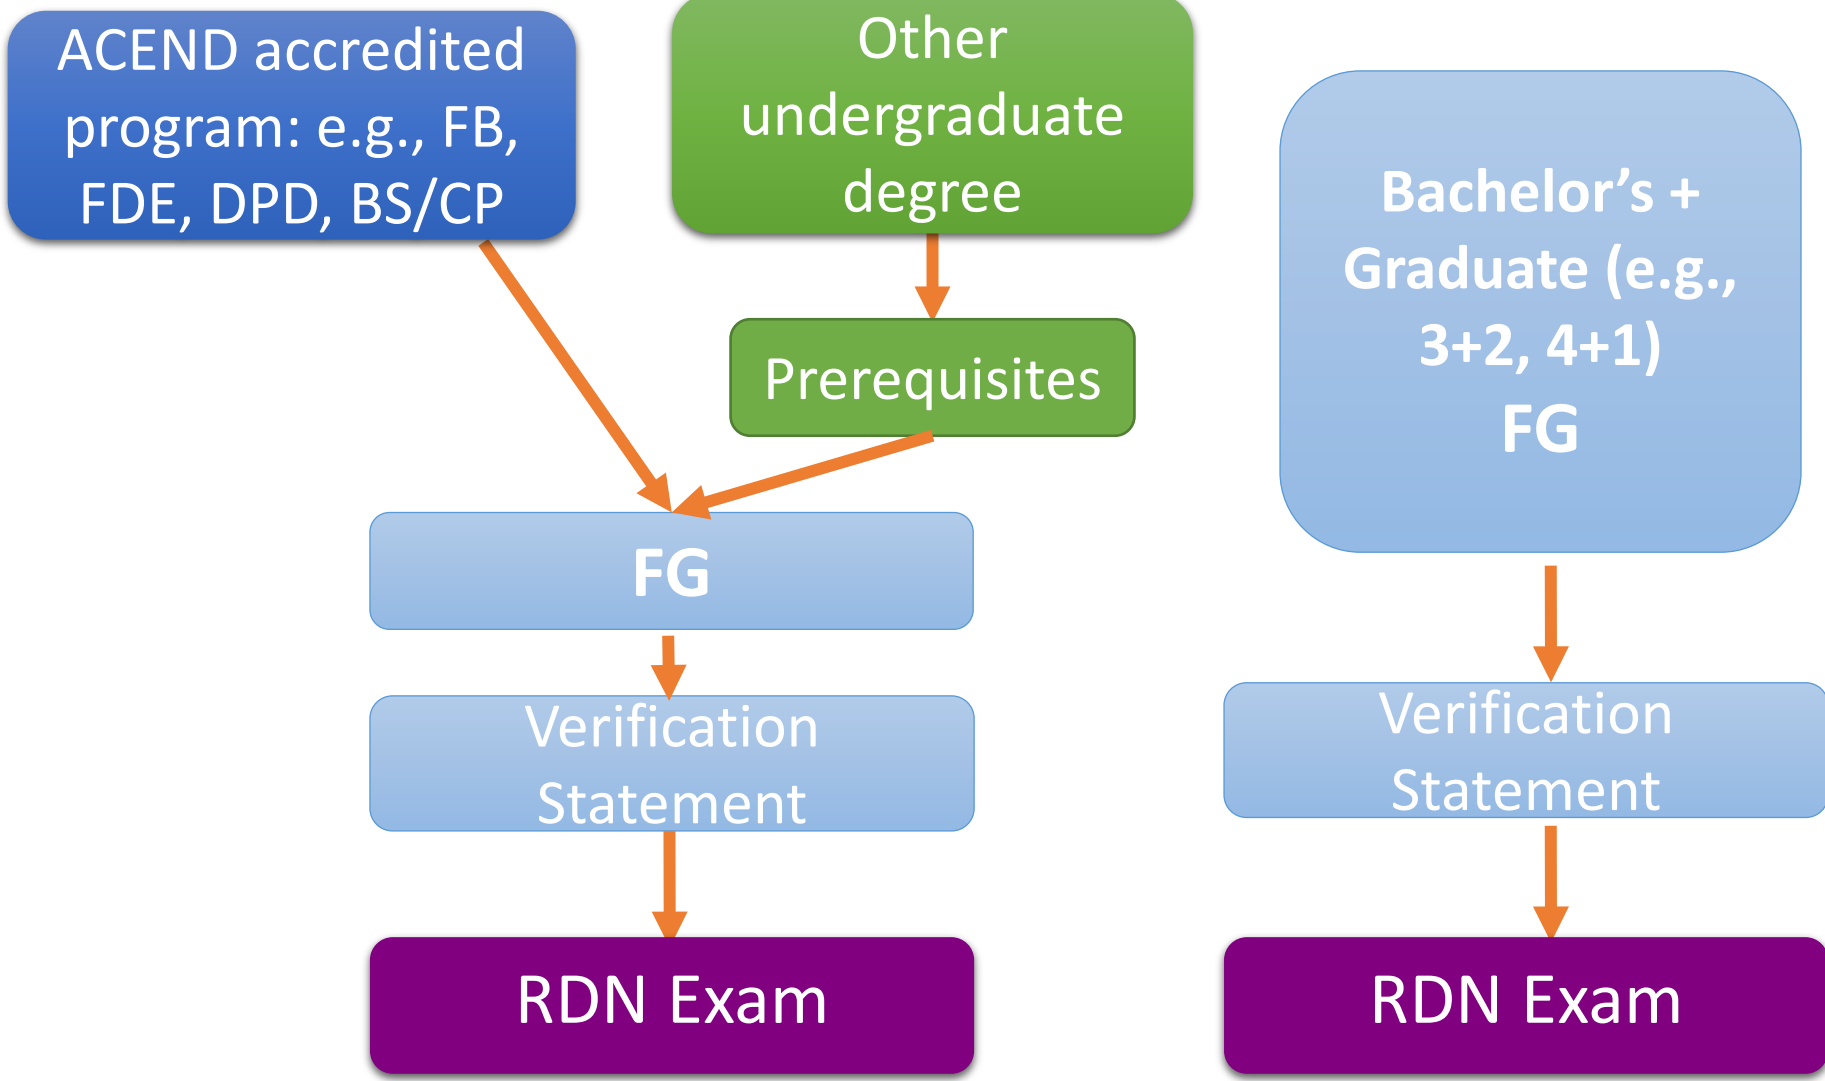 ACEND accredited
program: e.g., FB,
FDE, DPD, BS/CP
Other
undergraduate
degree
Prerequisites
FG
Verification
Statement
RDN Exam
Bachelor’s +
Graduate (e.g.,
3+2, 4+1)
FG
Verification
Statement
RDN Exam